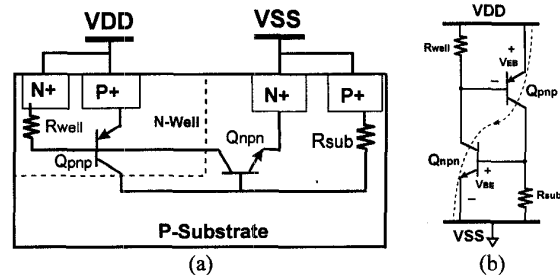 VDD
VSS
N+
P+
N+
P+
Rwell
N-Well
Qnpn
Rsub
Qpnp
P-Substrate
(a)
VDD
Rwell
+
VEB
Qpnp
−
Qnpn
+
VBE
−
Rsub
VSS
(b)